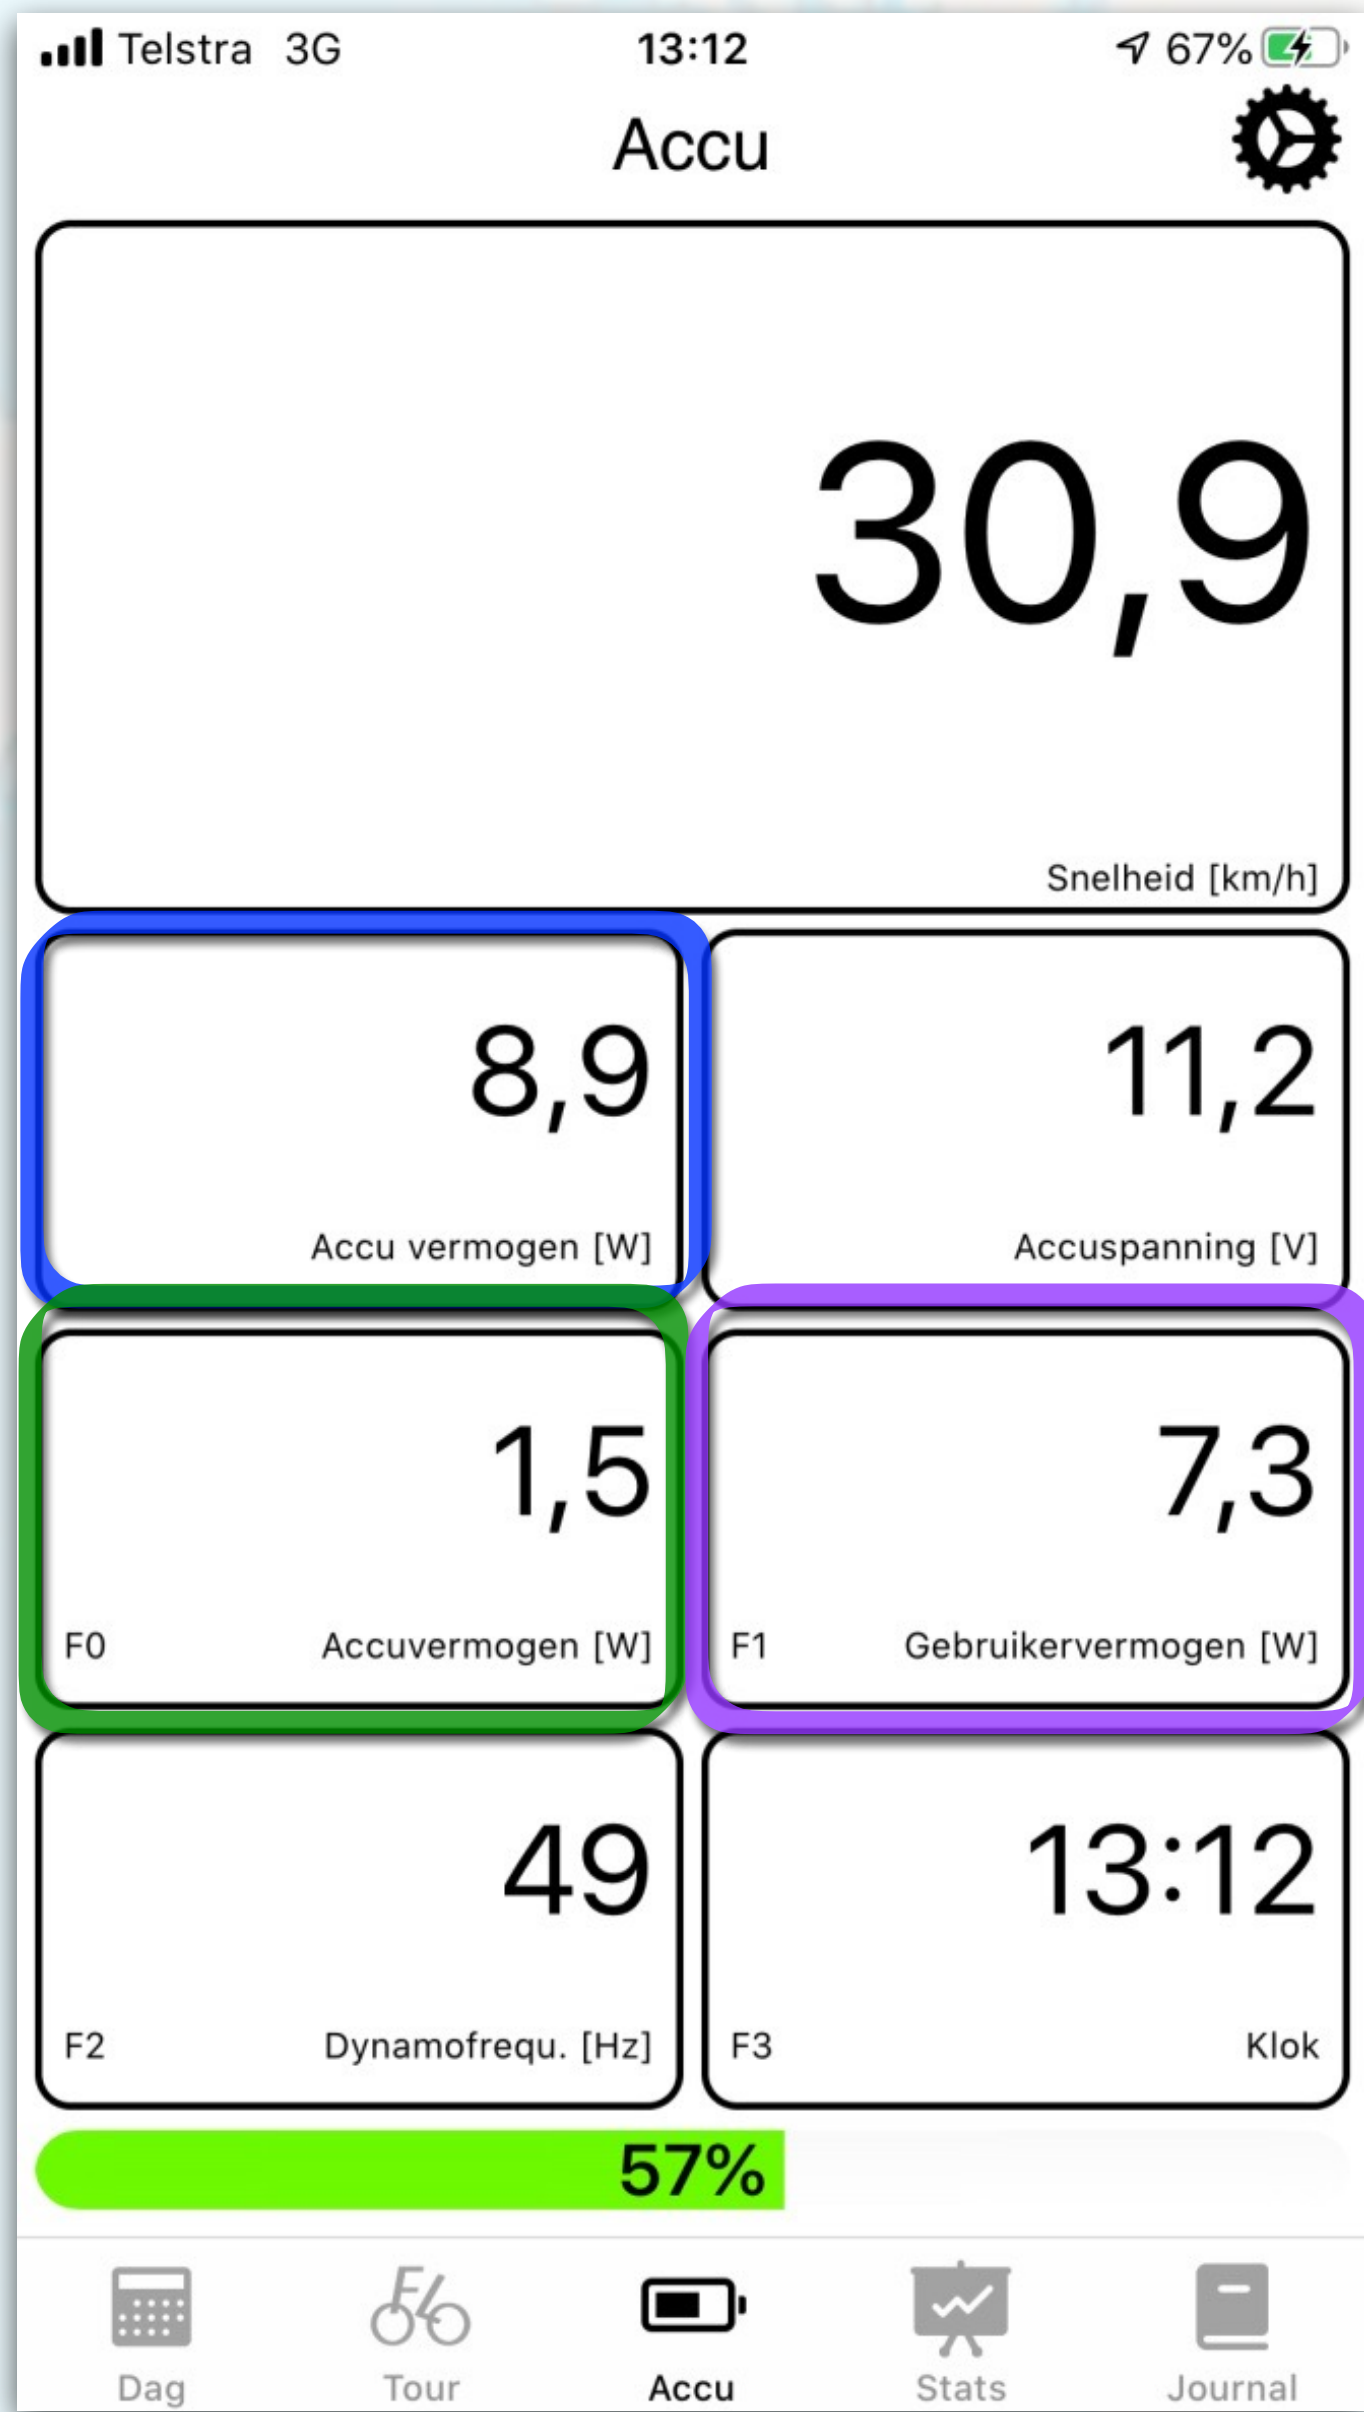 Telstra 3G 13:12 67%
Accu
30,9
Snelheid [km/h]
8,9
Accu vermogen [W]
11,2
Accuspanning [V]
1,5
F0 Accuvermogen [W]
7,3
F1 Gebruikervermogen [W]
49
F2 Dynamofrequ. [Hz]
13:12
F3 Klok
57%
Dag Tour Accu Stats Journal